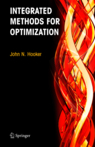 INTEGRATED
METHODS FOR
OPTIMIZATION
John N. Hooker
Springer